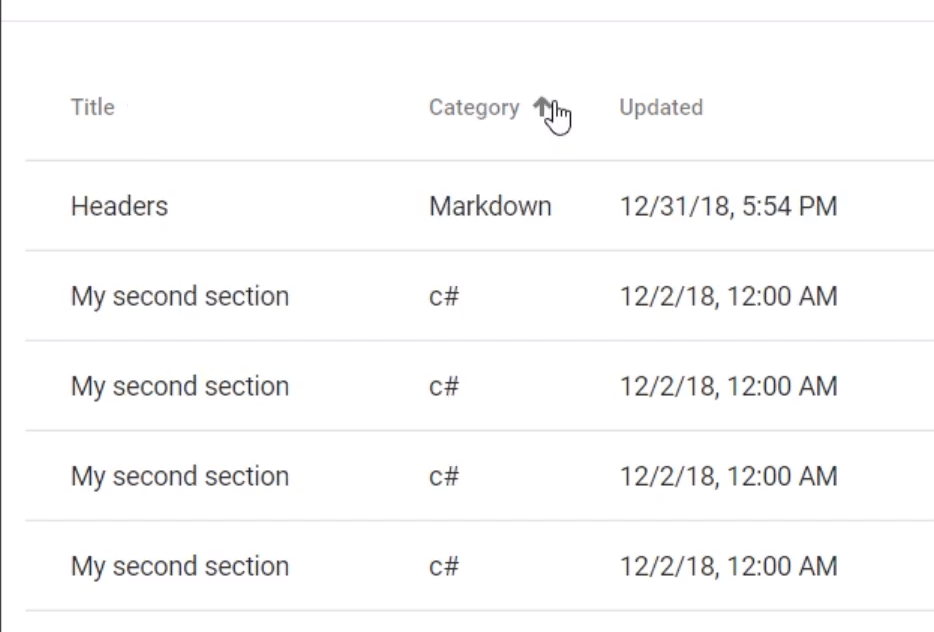 Title Category Updated
Headers Markdown 12/31/18, 5:54 PM
My second section c# 12/2/18, 12:00 AM
My second section c# 12/2/18, 12:00 AM
My second section c# 12/2/18, 12:00 AM
My second section c# 12/2/18, 12:00 AM